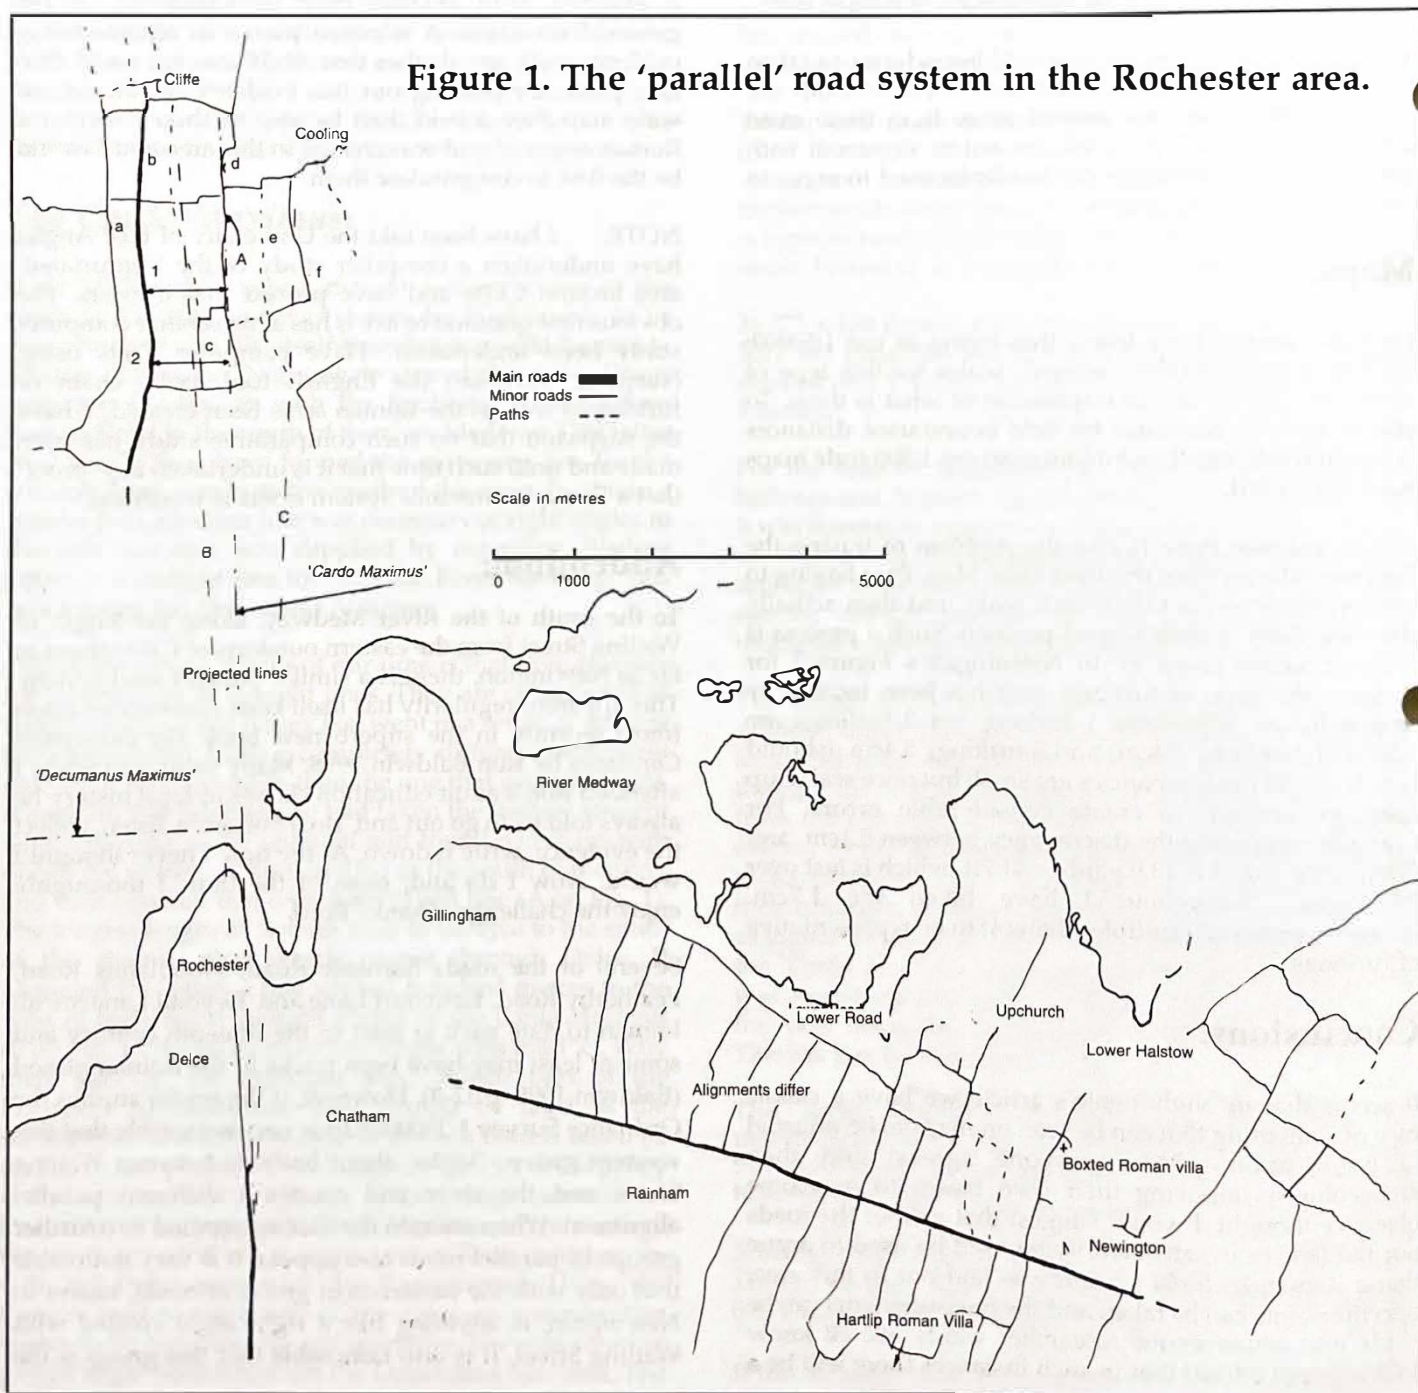 Figure 1. The 'parallel' road system in the Rochester area.
Cliffe
Cooling
b
d
a
e
A
f
1
2
c
Main roads
Minor roads
Paths
Scale in metres
0 1000 5000
C
B
'Cardo Maximus'
Projected lines
'Decumanus Maximus'
River Medway
Gillingham
Rochester
Lower Road
Upchurch
Lower Halstow
Deice
Alignments differ
Chatham
Boxted Roman villa
Rainham
Newington
Hartlip Roman Villa